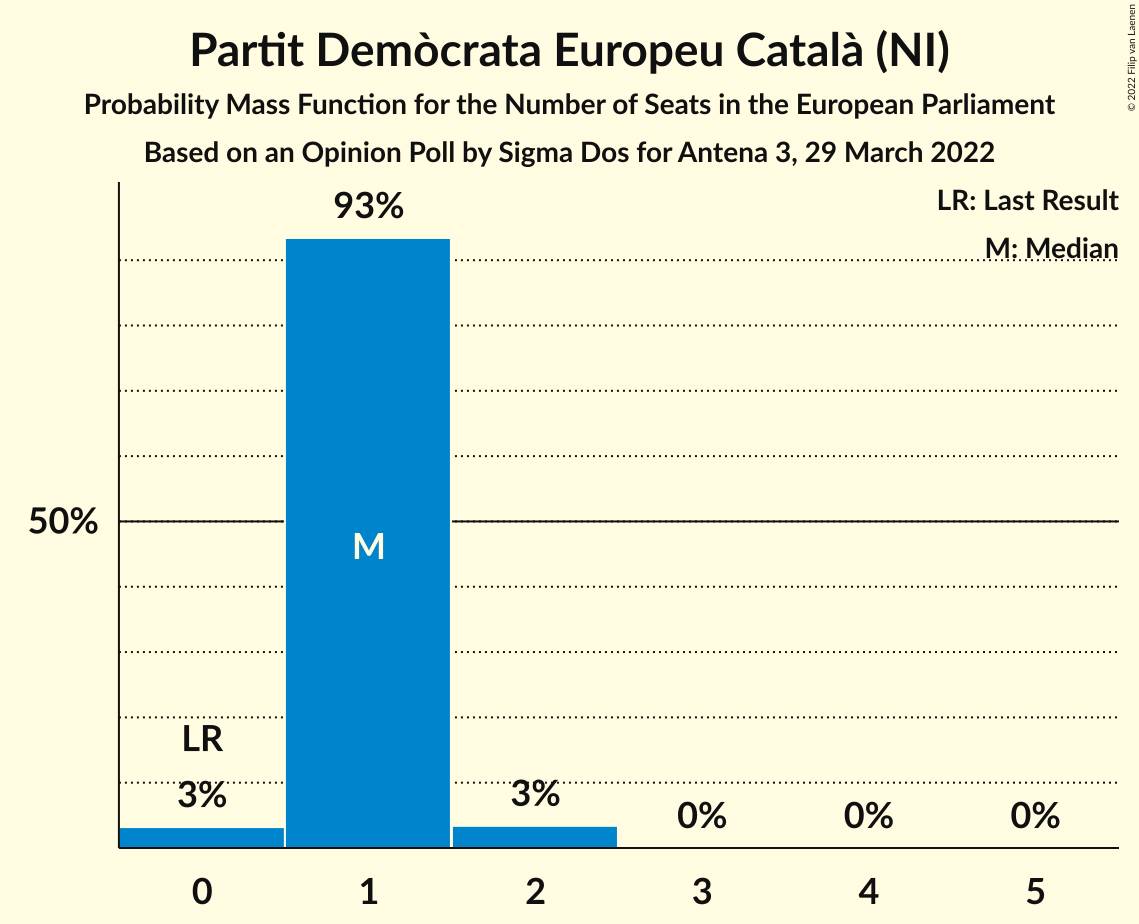 Partit Demòcrata Europeu Català (NI)
Probability Mass Function for the Number of Seats in the European Parliament
Based on an Opinion Poll by Sigma Dos for Antena 3, 29 March 2022
© 2022 Filip van Laenen
LR: Last Result
M: Median
93%
50%
M
LR
3%
3%
0%
0%
0%
0
1
2
3
4
5